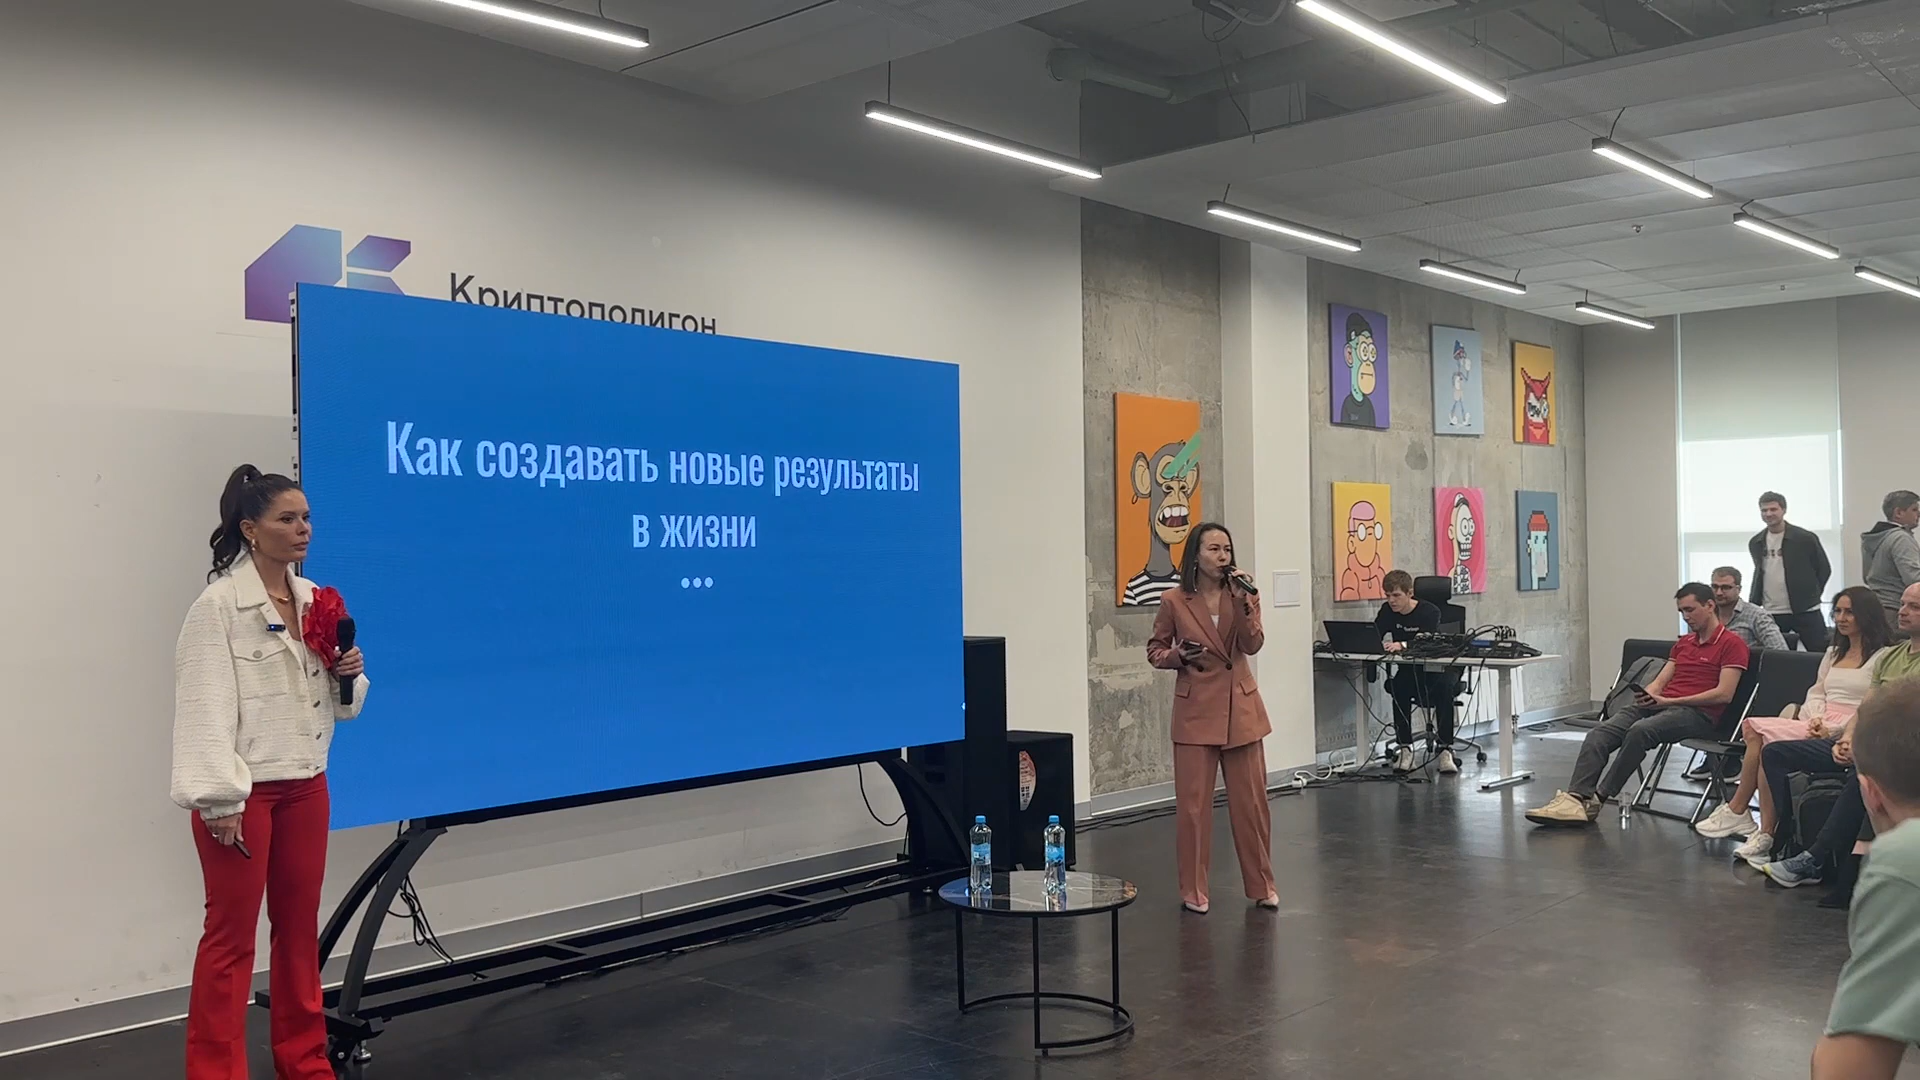 Криптополигон
Как создавать новые результаты
в жизни